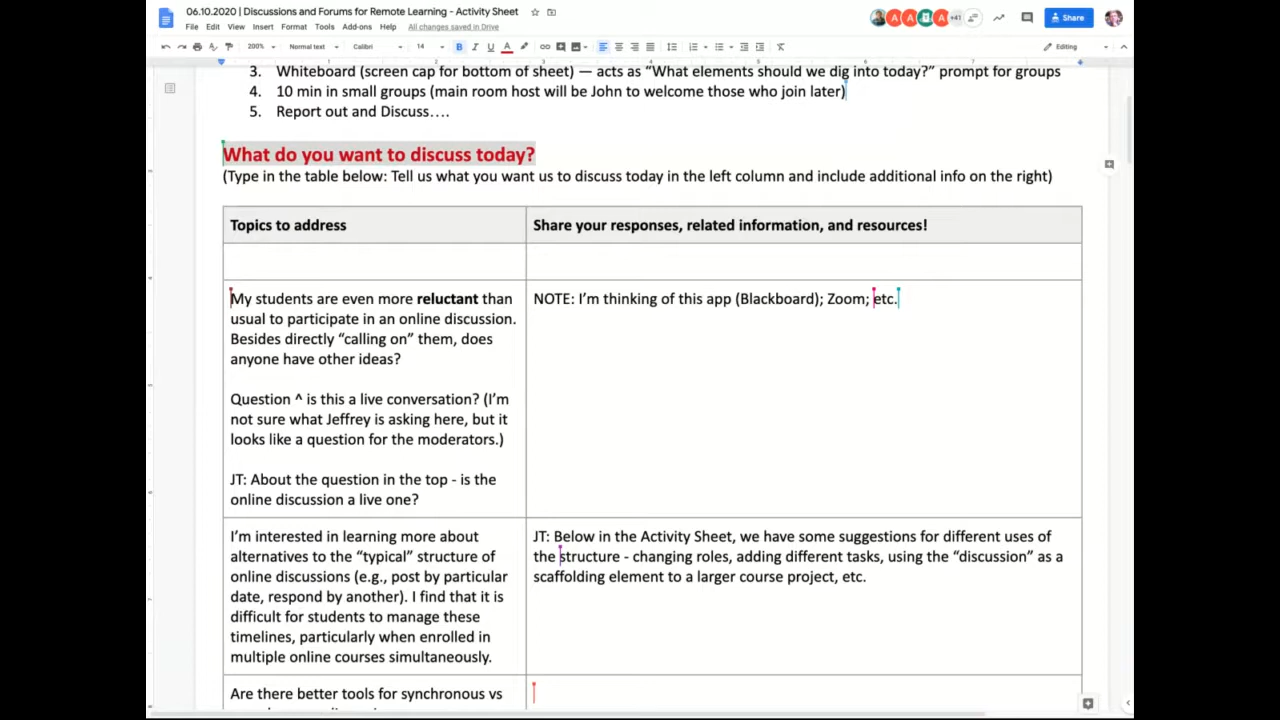 06.10.2020 | Discussions and Forums for Remote Learning - Activity Sheet
File Edit View Insert Format Tools Add-ons Help All changes saved in Drive
A A A +41 Share
200% Normal text Calibri 14 B I U A Editing
3. Whiteboard (screen cap for bottom of sheet) — acts as “What elements should we dig into today?” prompt for groups
4. 10 min in small groups (main room host will be John to welcome those who join later)
5. Report out and Discuss….
What do you want to discuss today?
(Type in the table below: Tell us what you want us to discuss today in the left column and include additional info on the right)
Topics to address
Share your responses, related information, and resources!
My students are even more reluctant than
usual to participate in an online discussion.
Besides directly “calling on” them, does
anyone have other ideas?
Question ^ is this a live conversation? (I’m
not sure what Jeffrey is asking here, but it
looks like a question for the moderators.)
JT: About the question in the top - is the
online discussion a live one?
NOTE: I’m thinking of this app (Blackboard); Zoom; etc.
I’m interested in learning more about
alternatives to the “typical” structure of
online discussions (e.g., post by particular
date, respond by another). I find that it is
difficult for students to manage these
timelines, particularly when enrolled in
multiple online courses simultaneously.
JT: Below in the Activity Sheet, we have some suggestions for different uses of
the structure - changing roles, adding different tasks, using the “discussion” as a
scaffolding element to a larger course project, etc.
Are there better tools for synchronous vs